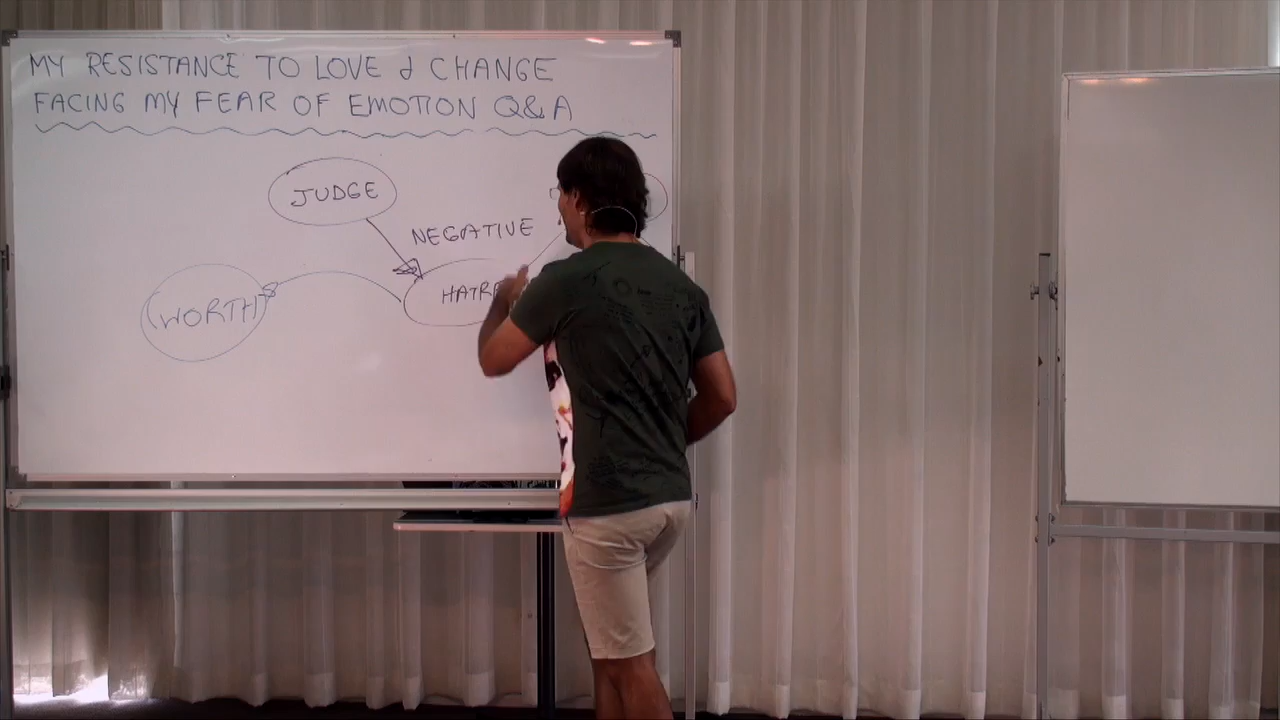 MY RESISTANCE TO LOVE & CHANGE
FACING MY FEAR OF EMOTION Q&A
JUDGE
NEGATIVE
WORTH